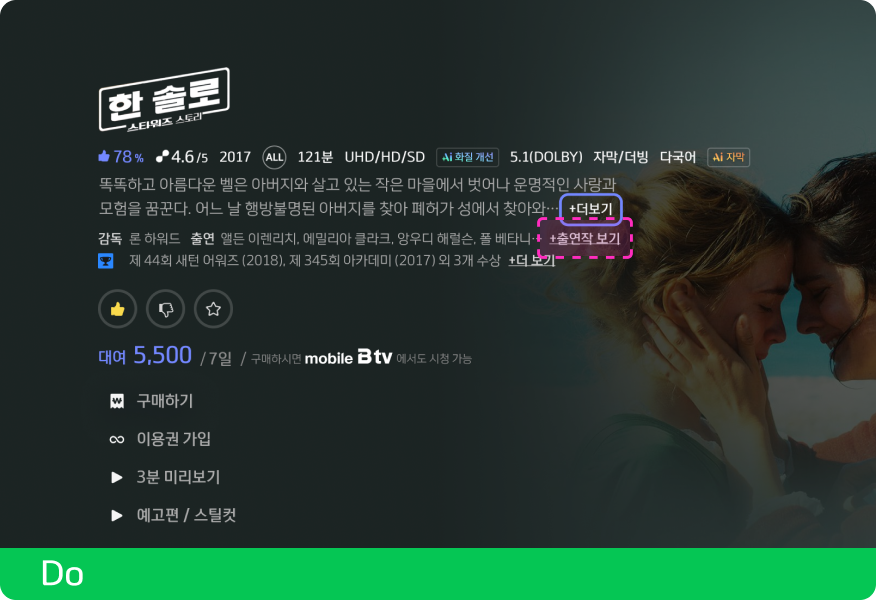 한 솔로
스타워즈 스토리
78% 4.6/5 2017 ALL 121분 UHD/HD/SD Ai 화질 개선 5.1(DOLBY) 자막/더빙 다국어 Ai 자막
똑똑하고 아름다운 벨은 아버지와 살고 있는 작은 마을에서 벗어나 운명적인 사랑과
모험을 꿈꾼다. 어느 날 행방불명된 아버지를 찾아 폐허가 성에서 찾아와… +더보기
감독 론 하워드 출연 앨든 이렌리치, 에밀리아 클라크, 앙우디 해럴슨, 폴 베타니… +출연작 보기
제 44회 새턴 어워즈 (2018), 제 345회 아카데미 (2017) 외 3개 수상 +더 보기
대여 5,500 / 7일 / 구매하시면 mobile B tv 에서도 시청 가능
구매하기
이용권 가입
3분 미리보기
예고편 / 스틸컷
Do